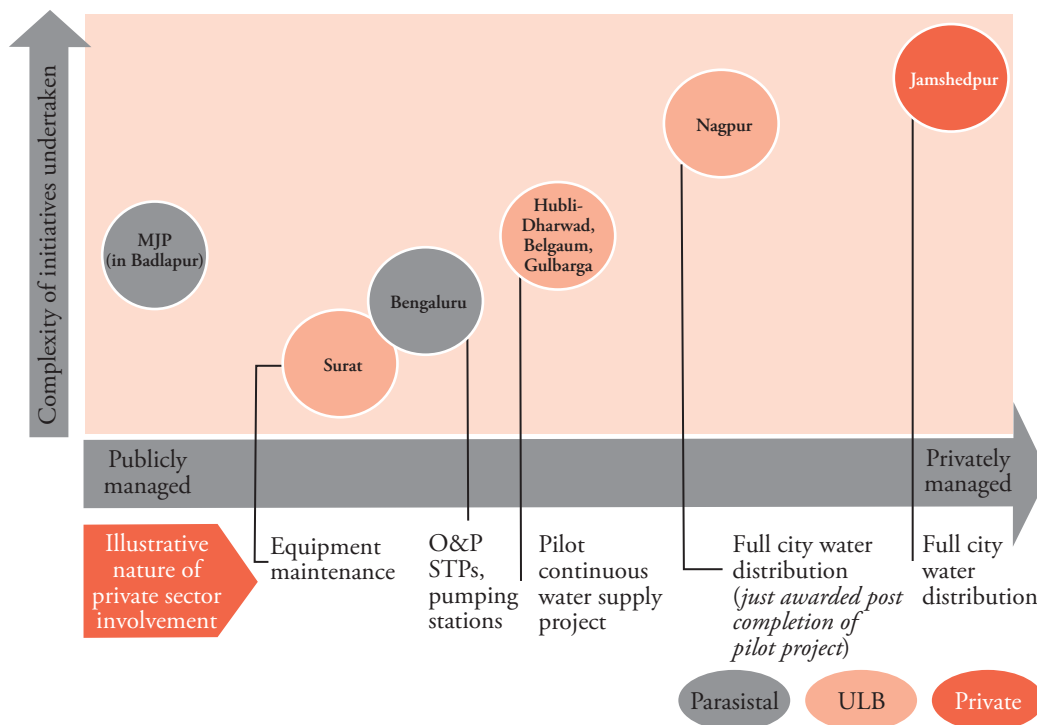 Complexity of initiatives undertaken
Jamshedpur
Nagpur
Hubli-
Dharwad,
Belgaum,
Gulbarga
MJP
(in Badlapur)
Bengaluru
Surat
Publicly
managed
Privately
managed
Illustrative
nature of
private sector
involvement
Equipment
maintenance
O&P
STPs,
pumping
stations
Pilot
continuous
water supply
project
Full city water
distribution
(just awarded post
completion of
pilot project)
Full city
water
distribution
Parasistal
ULB
Private